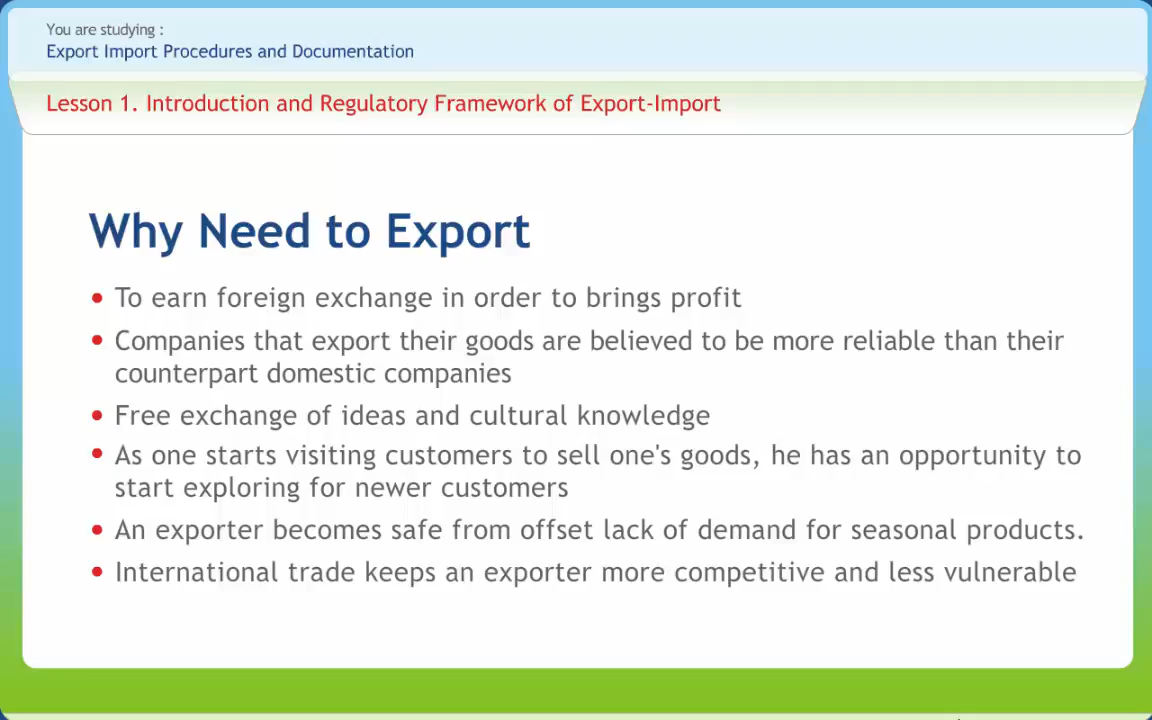 You are studying :
Export Import Procedures and Documentation
Lesson 1. Introduction and Regulatory Framework of Export-Import
Why Need to Export
• To earn foreign exchange in order to brings profit
• Companies that export their goods are believed to be more reliable than their
counterpart domestic companies
• Free exchange of ideas and cultural knowledge
• As one starts visiting customers to sell one's goods, he has an opportunity to
start exploring for newer customers
• An exporter becomes safe from offset lack of demand for seasonal products.
• International trade keeps an exporter more competitive and less vulnerable